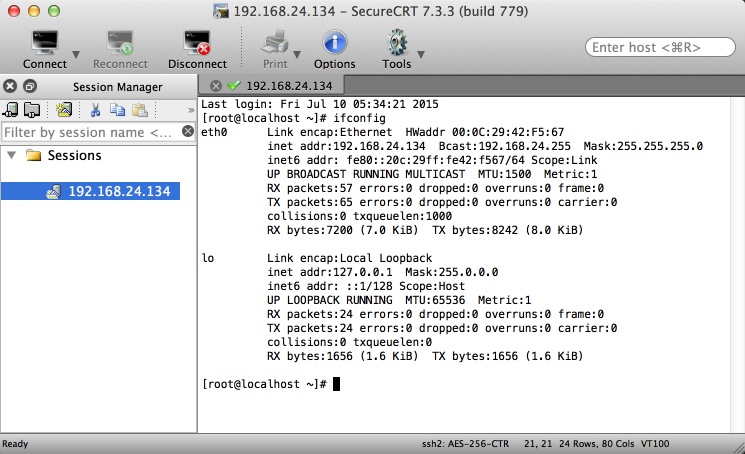 192.168.24.134 – SecureCRT 7.3.3 (build 779)
Connect Reconnect Disconnect Print Options Tools Enter host <⌘R>
Session Manager
192.168.24.134
»
Filter by session name <...
Sessions
192.168.24.134
Last login: Fri Jul 10 05:34:21 2015
[root@localhost ~]# ifconfig
eth0      Link encap:Ethernet  HWaddr 00:0C:29:42:F5:67
          inet addr:192.168.24.134  Bcast:192.168.24.255  Mask:255.255.255.0
          inet6 addr: fe80::20c:29ff:fe42:f567/64 Scope:Link
          UP BROADCAST RUNNING MULTICAST  MTU:1500  Metric:1
          RX packets:57 errors:0 dropped:0 overruns:0 frame:0
          TX packets:65 errors:0 dropped:0 overruns:0 carrier:0
          collisions:0 txqueuelen:1000
          RX bytes:7200 (7.0 KiB)  TX bytes:8242 (8.0 KiB)
lo        Link encap:Local Loopback
          inet addr:127.0.0.1  Mask:255.0.0.0
          inet6 addr: ::1/128 Scope:Host
          UP LOOPBACK RUNNING  MTU:65536  Metric:1
          RX packets:24 errors:0 dropped:0 overruns:0 frame:0
          TX packets:24 errors:0 dropped:0 overruns:0 carrier:0
          collisions:0 txqueuelen:0
          RX bytes:1656 (1.6 KiB)  TX bytes:1656 (1.6 KiB)
[root@localhost ~]#
Ready ssh2: AES-256-CTR 21, 21 24 Rows, 80 Cols VT100